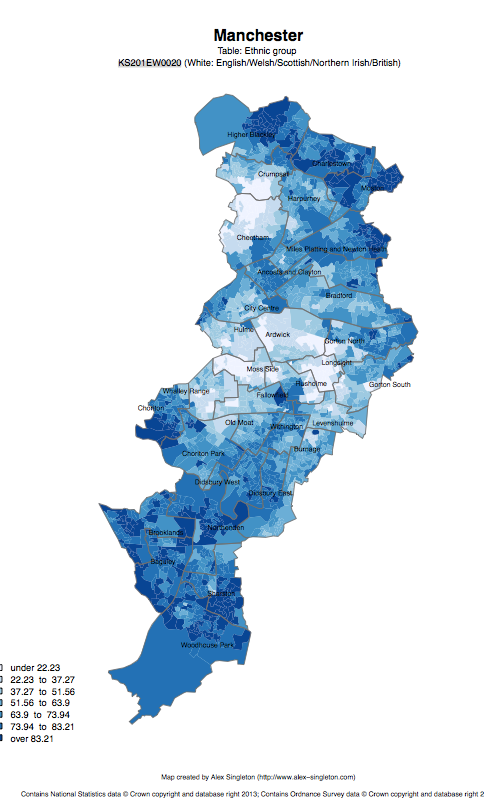 Manchester
Table: Ethnic group
KS201EW0020 (White: English/Welsh/Scottish/Northern Irish/British)
Higher Blackley
Charlestown
Crumpsall
Moston
Harpurhey
Cheetham
Miles Platting and Newton Heath
Ancoats and Clayton
Bradford
City Centre
Hulme
Ardwick
Gorton North
Longsight
Moss Side
Rusholme
Gorton South
Whalley Range
Fallowfield
Chorlton
Old Moat
Withington
Levenshulme
Burnage
Chorlton Park
Didsbury West
Didsbury East
Northenden
Brooklands
Baguley
Sharston
Woodhouse Park
under 22.23
22.23 to 37.27
37.27 to 51.56
51.56 to 63.9
63.9 to 73.94
73.94 to 83.21
over 83.21
Map created by Alex Singleton (http://www.alex-singleton.com)
Contains National Statistics data © Crown copyright and database right 2013; Contains Ordnance Survey data © Crown copyright and database right 2